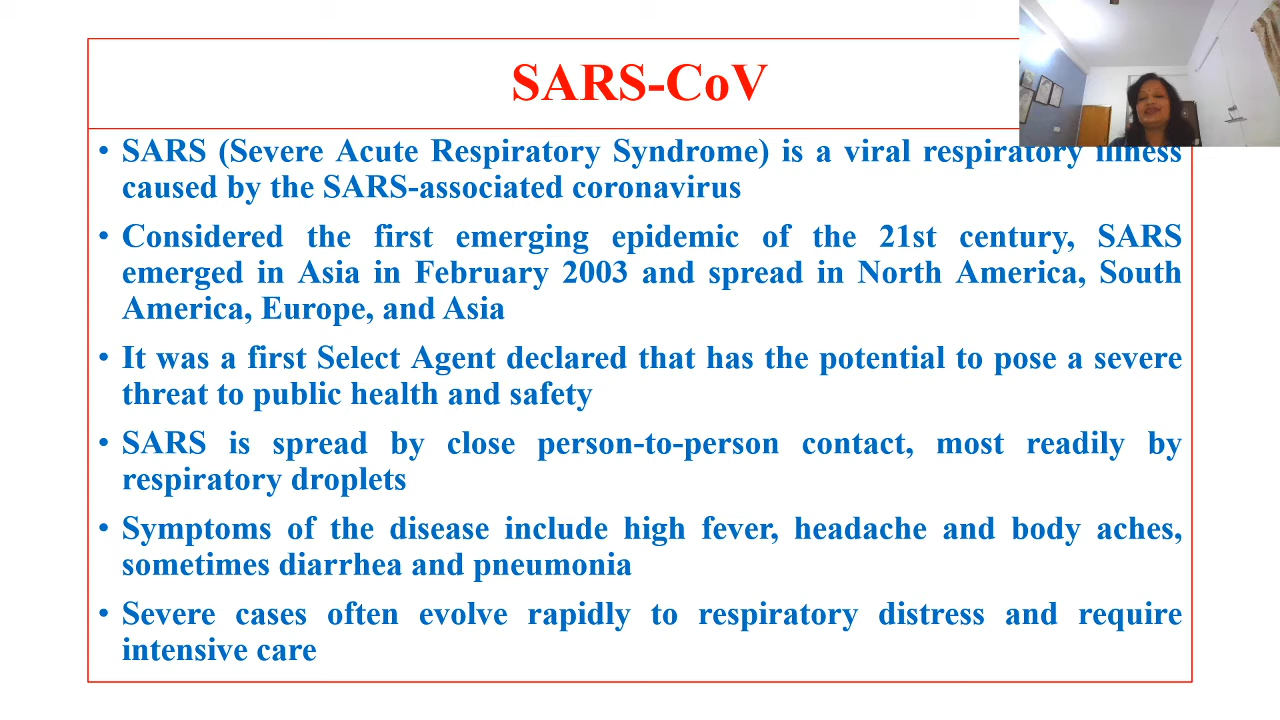 SARS-CoV
• SARS (Severe Acute Respiratory Syndrome) is a viral respiratory illness
caused by the SARS-associated coronavirus
• Considered the first emerging epidemic of the 21st century, SARS
emerged in Asia in February 2003 and spread in North America, South
America, Europe, and Asia
• It was a first Select Agent declared that has the potential to pose a severe
threat to public health and safety
• SARS is spread by close person-to-person contact, most readily by
respiratory droplets
• Symptoms of the disease include high fever, headache and body aches,
sometimes diarrhea and pneumonia
• Severe cases often evolve rapidly to respiratory distress and require
intensive care